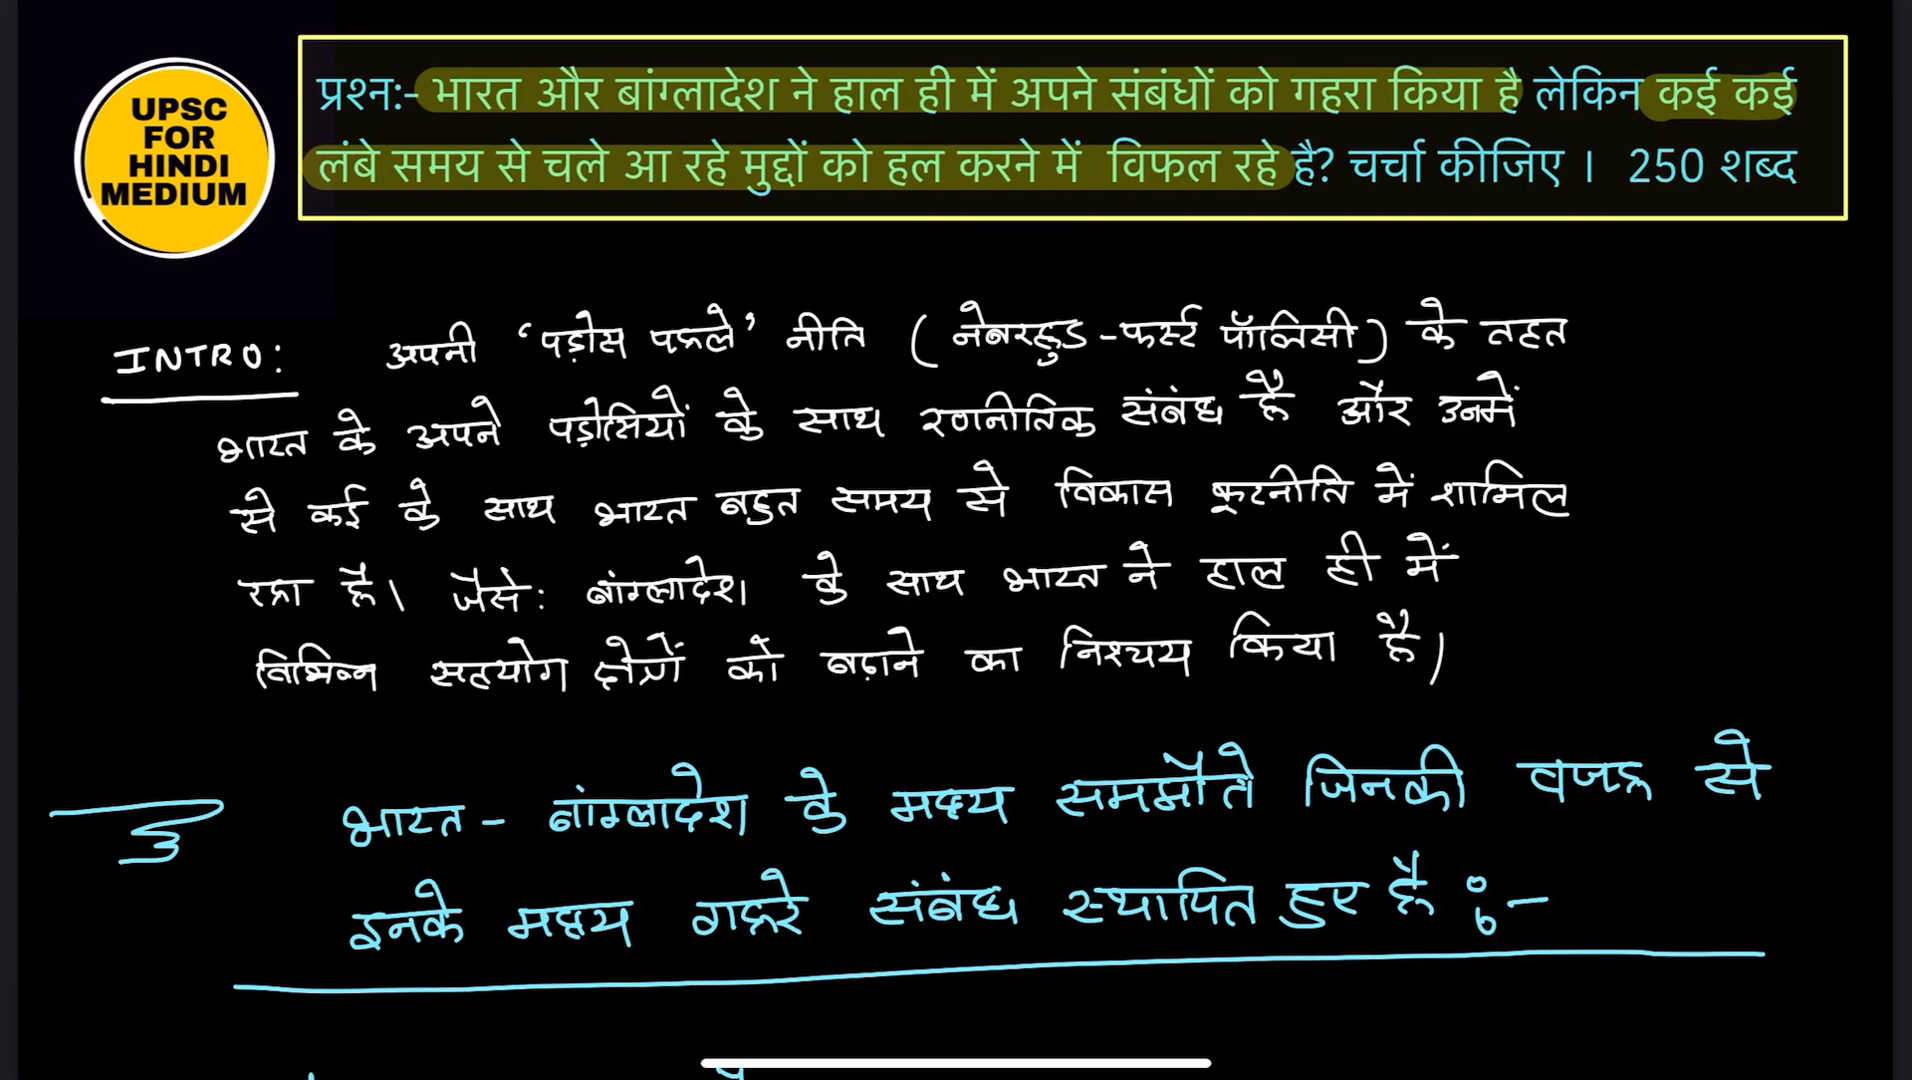 UPSC
FOR
HINDI
MEDIUM
प्रश्न:- भारत और बांग्लादेश ने हाल ही में अपने संबंधों को गहरा किया है लेकिन कई कई
लंबे समय से चले आ रहे मुद्दों को हल करने में विफल रहे है? चर्चा कीजिए । 250 शब्द
INTRO: अपनी ‘पड़ोस पहले’ नीति (नेबरहुड-फर्स्ट पॉलिसी) के तहत
भारत के अपने पड़ोसियों के साथ रणनीतिक संबंध है और उनमें
से कई के साथ भारत बहुत समय से विकास कूटनीति में शामिल
रहा है। जैसे: बांग्लादेश के साथ भारत ने हाल ही में
विभिन्न सहयोग क्षेत्रों को बढ़ाने का निश्चय किया है।
भारत - बांग्लादेश के मध्य समझौते जिनकी वजह से
इनके मध्य गहरे संबंध स्थापित हुए है :-